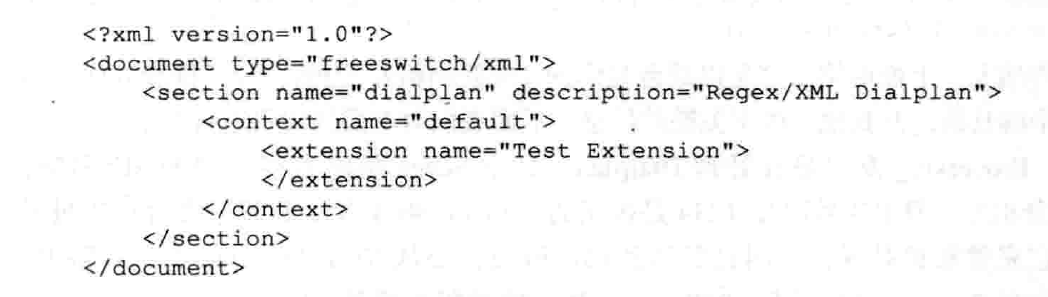 <?xml version="1.0"?>
<document type="freeswitch/xml">
    <section name="dialplan" description="Regex/XML Dialplan">
        <context name="default">
            <extension name="Test Extension">
            </extension>
        </context>
    </section>
</document>